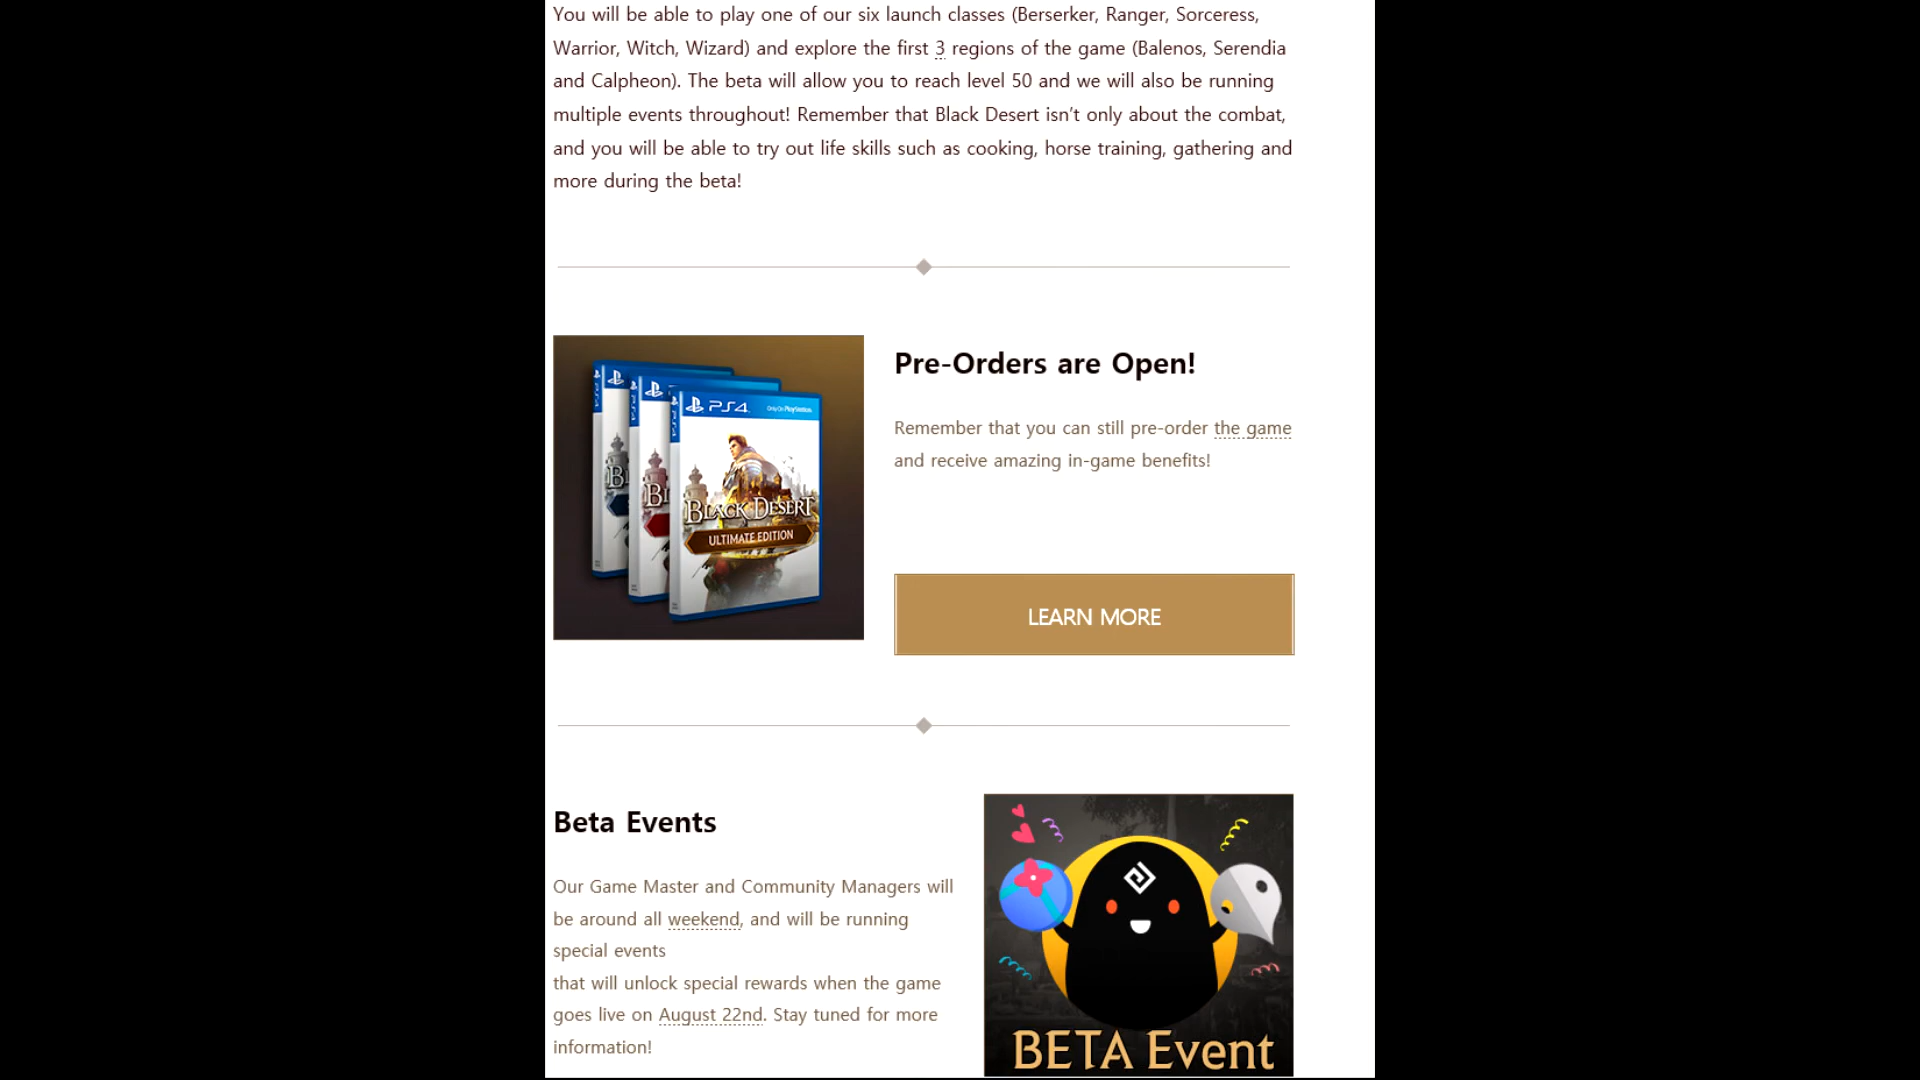 You will be able to play one of our six launch classes (Berserker, Ranger, Sorceress,
Warrior, Witch, Wizard) and explore the first 3 regions of the game (Balenos, Serendia
and Calpheon). The beta will allow you to reach level 50 and we will also be running
multiple events throughout! Remember that Black Desert isn’t only about the combat,
and you will be able to try out life skills such as cooking, horse training, gathering and
more during the beta!
PS4
Only On PlayStation
BLACK DESERT
ULTIMATE EDITION
Pre-Orders are Open!
Remember that you can still pre-order the game
and receive amazing in-game benefits!
LEARN MORE
Beta Events
Our Game Master and Community Managers will
be around all weekend, and will be running
special events
that will unlock special rewards when the game
goes live on August 22nd. Stay tuned for more
information!
BETA Event